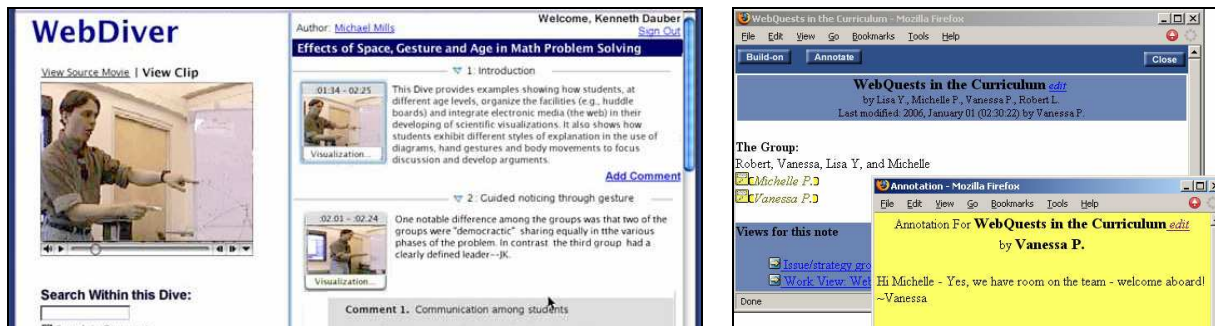 WebDiver
View Source Movie | View Clip
Search Within this Dive:
Welcome, Kenneth Dauber
Author: Michael Mills
Sign Out
Effects of Space, Gesture and Age in Math Problem Solving
1: Introduction
01:34 - 02:25
Visualization...
This Dive provides examples showing how students, at
different age levels, organize the facilities (e.g., huddle
boards) and integrate electronic media (the web) in their
developing of scientific visualizations. It also shows how
students exhibit different styles of explanation in the use of
diagrams, hand gestures and body movements to focus
discussion and develop arguments.
Add Comment
2: Guided noticing through gesture
:02.01 - :02.24
Visualization...
One notable difference among the groups was that two of the
groups were "democractic" sharing equally in tthe various
phases of the problem. In contrast the third group had a
clearly defined leader--JK.
Comment 1. Communication among students
WebQuests in the Curriculum - Mozilla Firefox
File Edit View Go Bookmarks Tools Help
Build-on Annotate Close
WebQuests in the Curriculum edit
by Lisa Y., Michelle P., Vanessa P., Robert L.
Last modified: 2006, January 01 (02:30:22) by Vanessa P.
The Group:
Robert, Vanessa, Lisa Y, and Michelle
Michelle P.
Vanessa P.
Views for this note
Issue/strategy gro
Work View: Web
Done
Annotation - Mozilla Firefox
File Edit View Go Bookmarks Tools Help
Annotation For WebQuests in the Curriculum edit
by Vanessa P.
Hi Michelle - Yes, we have room on the team - welcome aboard!
~Vanessa